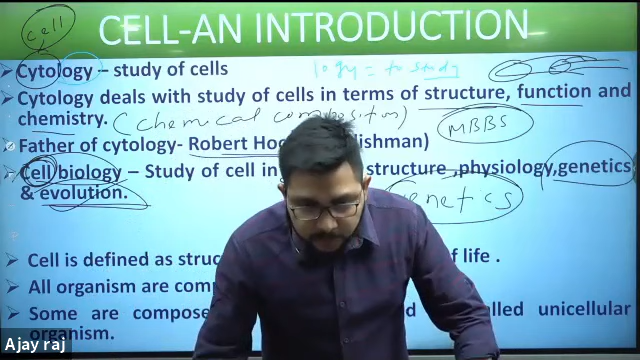 CELL-AN INTRODUCTION
cell
Cytology – study of cells
logy = to study
Cytology deals with study of cells in terms of structure, function and
chemistry. (chemical composition)
MBBS
Father of cytology- Robert Hoo ishman)
Cell biology – Study of cell in structure ,physiology,genetics
& evolution.
genetics
Cell is defined as struc of life .
All organism are com
Some are compose lled unicellular
organism.
Ajay raj